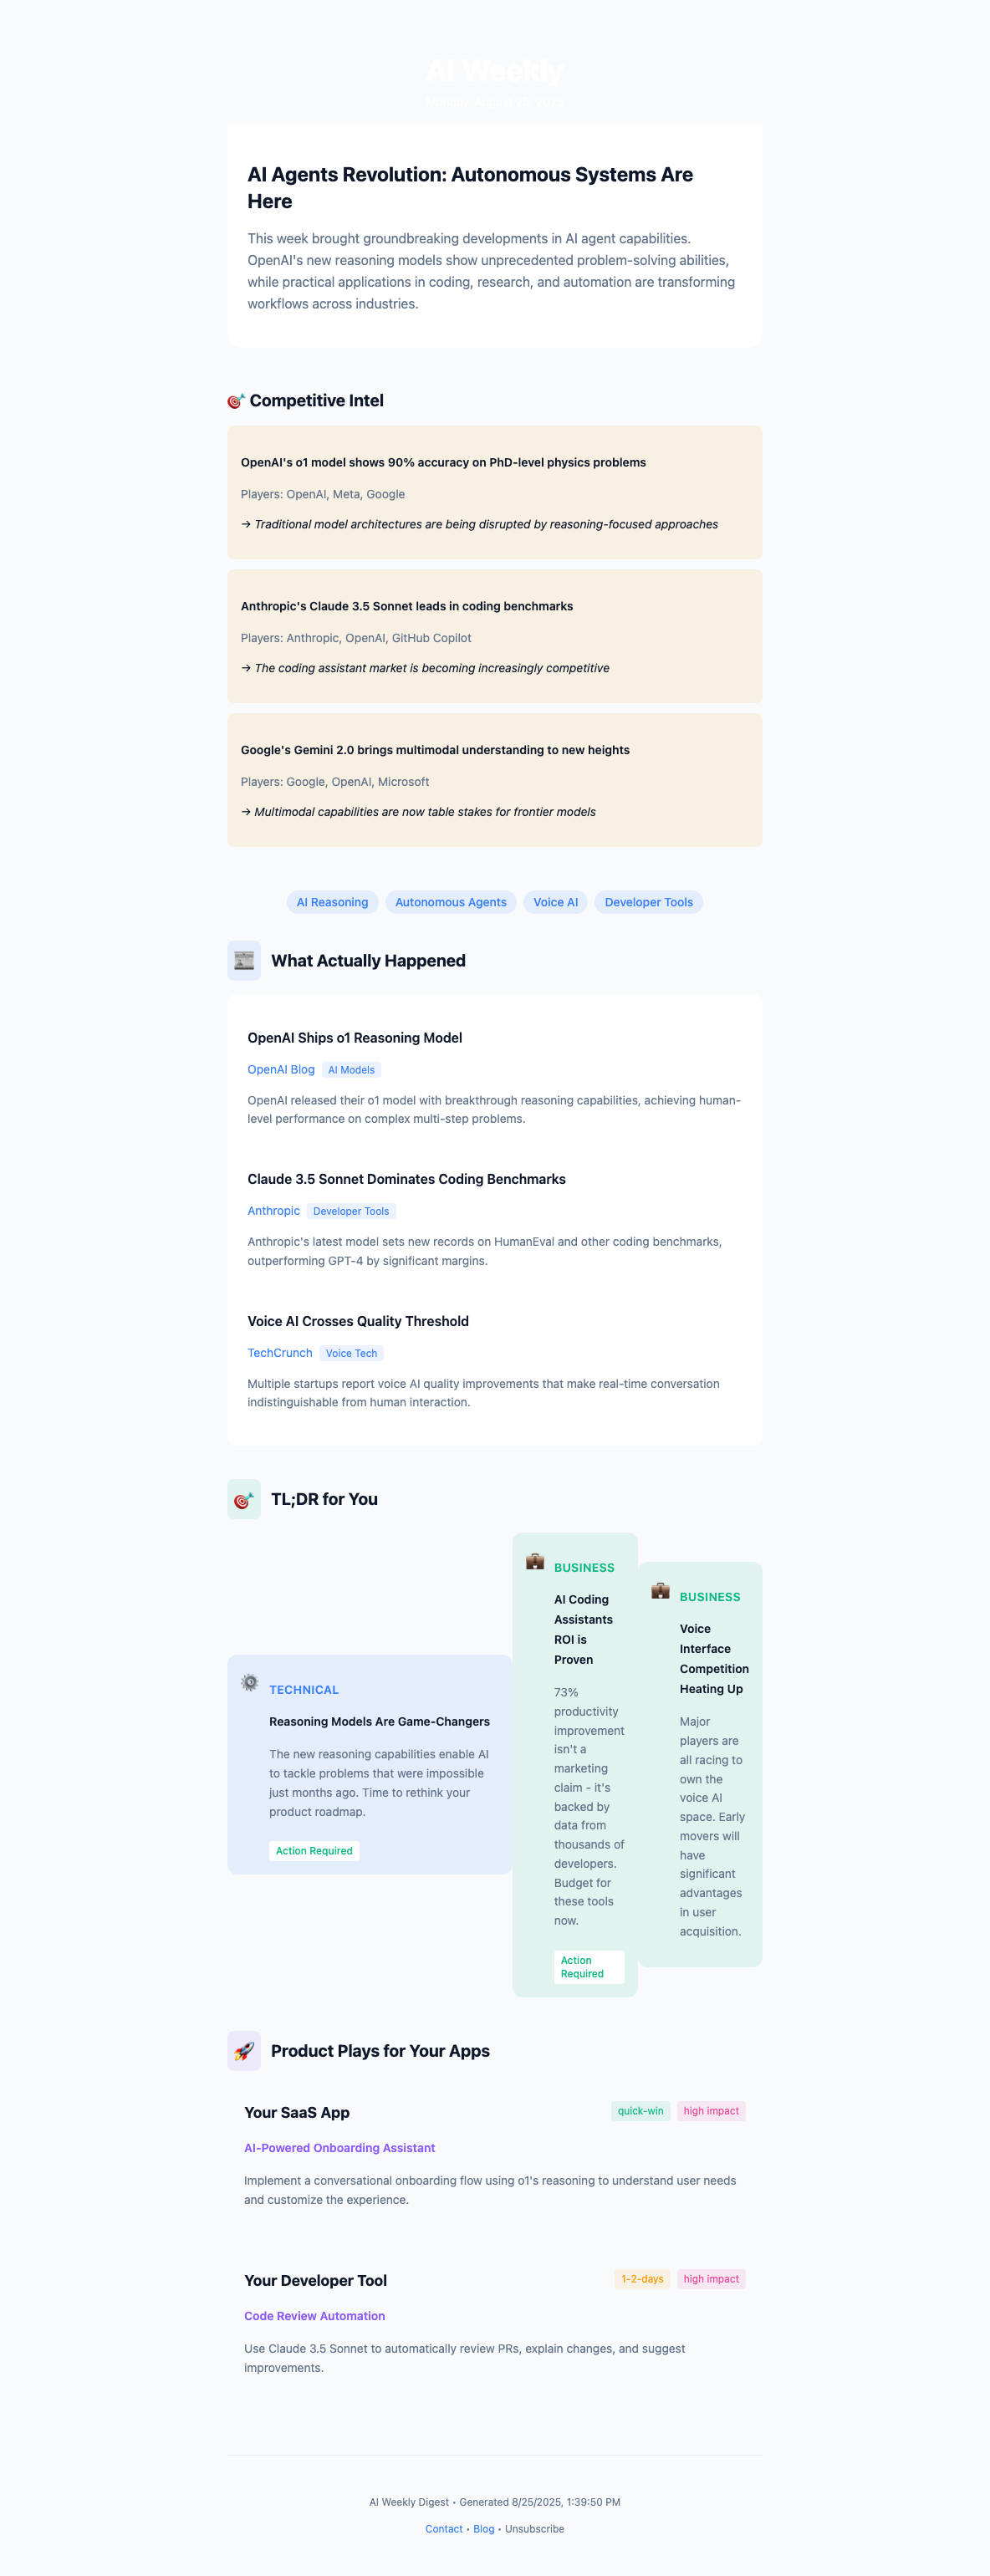 AI Weekly
Monday, August 25, 2025
AI Agents Revolution: Autonomous Systems Are
Here
This week brought groundbreaking developments in AI agent capabilities.
OpenAI's new reasoning models show unprecedented problem-solving abilities,
while practical applications in coding, research, and automation are transforming
workflows across industries.
🎯 Competitive Intel
OpenAI's o1 model shows 90% accuracy on PhD-level physics problems
Players: OpenAI, Meta, Google
→ Traditional model architectures are being disrupted by reasoning-focused approaches
Anthropic's Claude 3.5 Sonnet leads in coding benchmarks
Players: Anthropic, OpenAI, GitHub Copilot
→ The coding assistant market is becoming increasingly competitive
Google's Gemini 2.0 brings multimodal understanding to new heights
Players: Google, OpenAI, Microsoft
→ Multimodal capabilities are now table stakes for frontier models
AI Reasoning Autonomous Agents Voice AI Developer Tools
What Actually Happened
OpenAI Ships o1 Reasoning Model
OpenAI Blog AI Models
OpenAI released their o1 model with breakthrough reasoning capabilities, achieving human-
level performance on complex multi-step problems.
Claude 3.5 Sonnet Dominates Coding Benchmarks
Anthropic Developer Tools
Anthropic's latest model sets new records on HumanEval and other coding benchmarks,
outperforming GPT-4 by significant margins.
Voice AI Crosses Quality Threshold
TechCrunch Voice Tech
Multiple startups report voice AI quality improvements that make real-time conversation
indistinguishable from human interaction.
TL;DR for You
TECHNICAL
Reasoning Models Are Game-Changers
The new reasoning capabilities enable AI
to tackle problems that were impossible
just months ago. Time to rethink your
product roadmap.
Action Required
BUSINESS
AI Coding
Assistants
ROI is
Proven
73%
productivity
improvement
isn't a
marketing
claim - it's
backed by
data from
thousands of
developers.
Budget for
these tools
now.
Action
Required
BUSINESS
Voice
Interface
Competition
Heating Up
Major
players are
all racing to
own the
voice AI
space. Early
movers will
have
significant
advantages
in user
acquisition.
Product Plays for Your Apps
Your SaaS App quick-win high impact
AI-Powered Onboarding Assistant
Implement a conversational onboarding flow using o1's reasoning to understand user needs
and customize the experience.
Your Developer Tool 1-2-days high impact
Code Review Automation
Use Claude 3.5 Sonnet to automatically review PRs, explain changes, and suggest
improvements.
AI Weekly Digest • Generated 8/25/2025, 1:39:50 PM
Contact • Blog • Unsubscribe